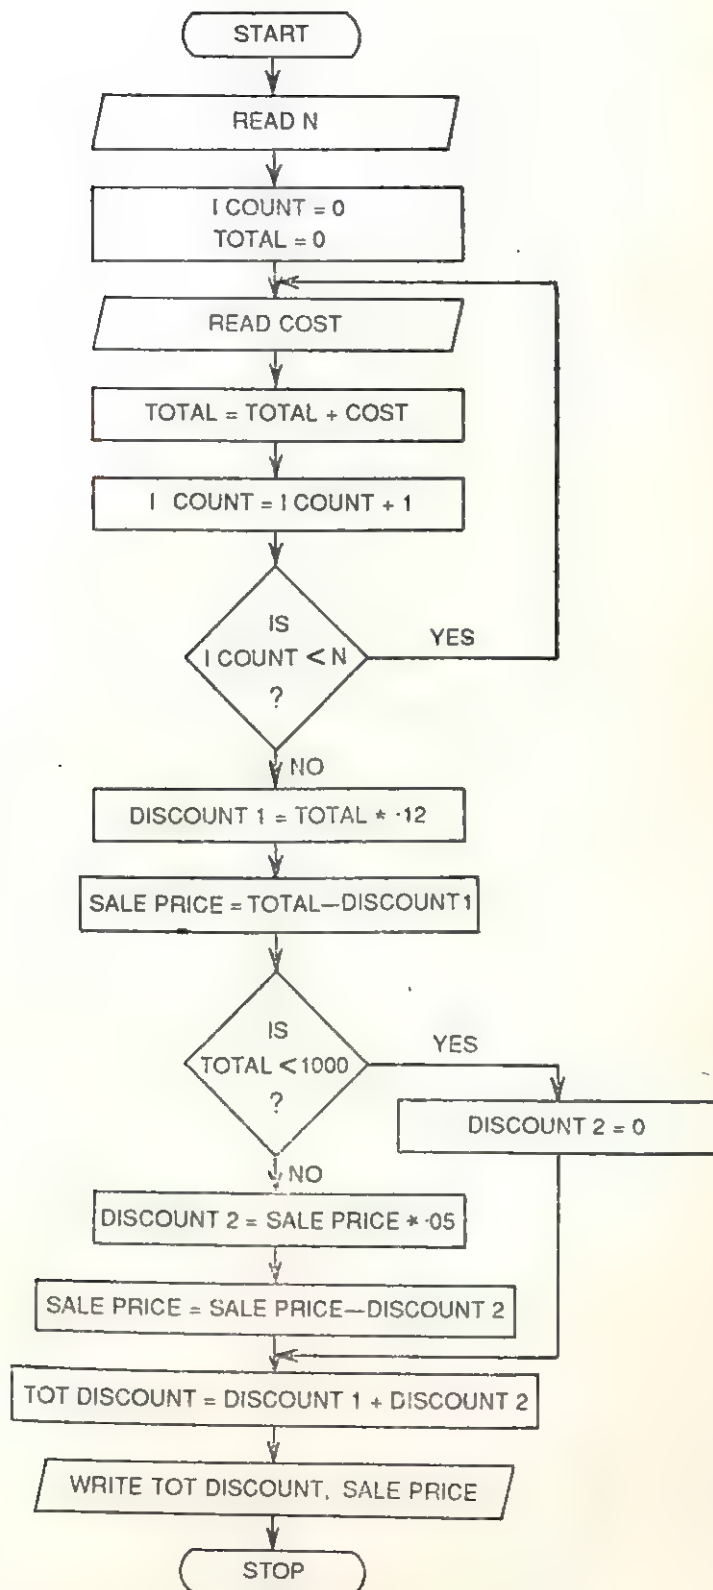 START
READ N
I COUNT = 0
TOTAL = 0
READ COST
TOTAL = TOTAL + COST
I COUNT = I COUNT + 1
IS
I COUNT < N
?
YES
NO
DISCOUNT 1 = TOTAL * ·12
SALE PRICE = TOTAL—DISCOUNT 1
IS
TOTAL < 1000
?
YES
DISCOUNT 2 = 0
NO
DISCOUNT 2 = SALE PRICE * ·05
SALE PRICE = SALE PRICE—DISCOUNT 2
TOT DISCOUNT = DISCOUNT 1 + DISCOUNT 2
WRITE TOT DISCOUNT, SALE PRICE
STOP